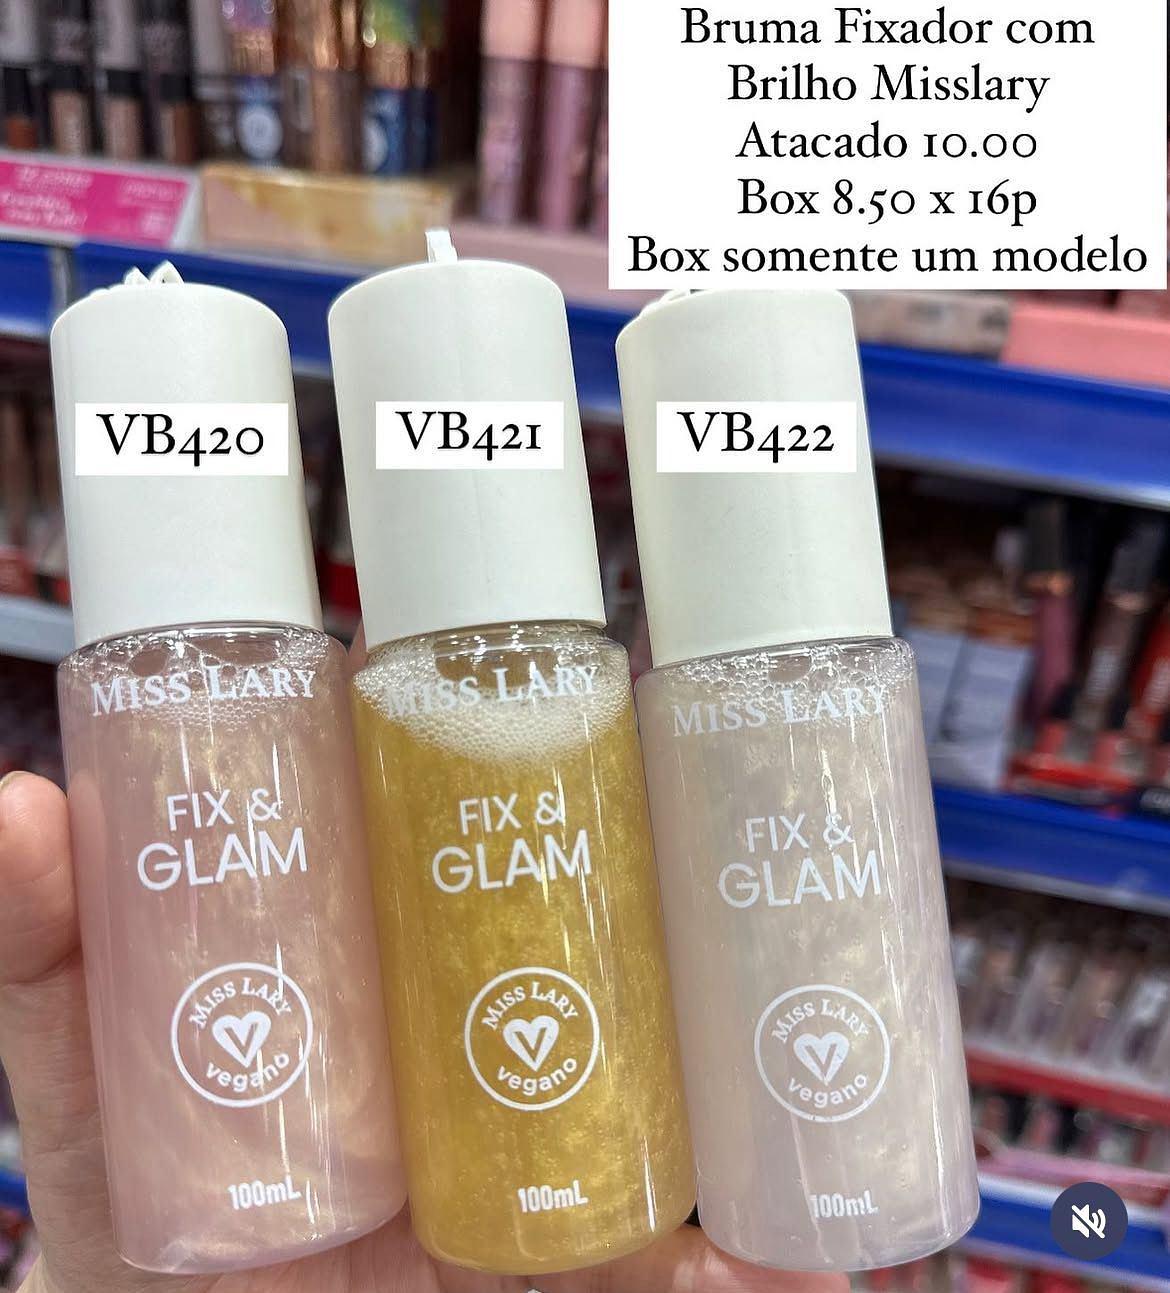 Bruma Fixador com
Brilho Misslary
Atacado 10.00
Box 8.50 x 16p
Box somente um modelo
VB420
VB421
VB422
MISS LARY
FIX &
GLAM
MISS LARY
vegano
100mL
MISS LARY
FIX &
GLAM
MISS LARY
vegano
100mL
MISS LARY
FIX &
GLAM
MISS LARY
vegano
100mL